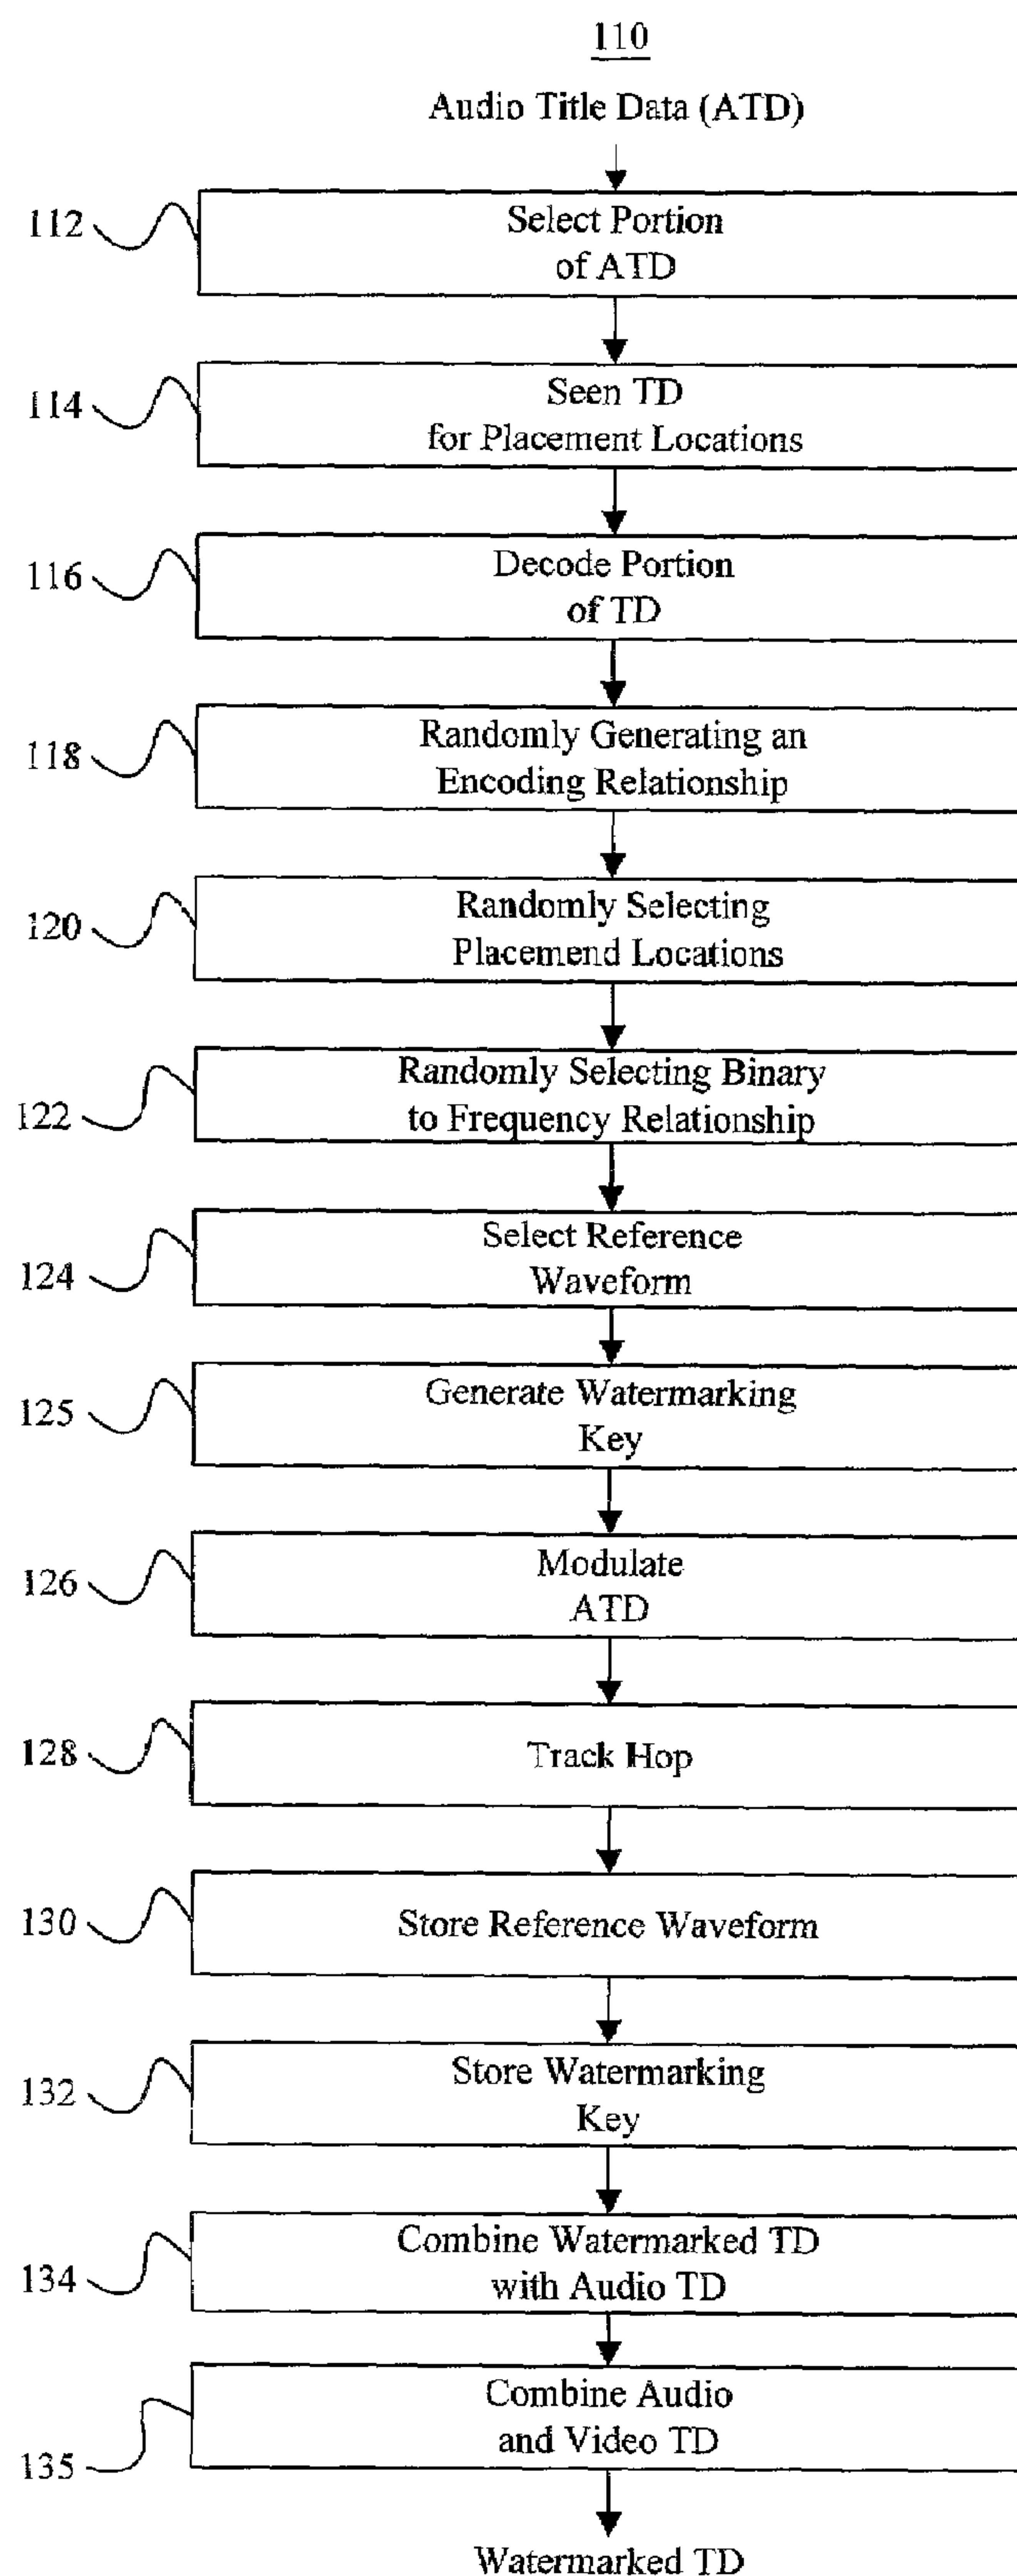 110
Audio Title Data (ATD)
112
Select Portion
of ATD
114
Seen TD
for Placement Locations
116
Decode Portion
of TD
118
Randomly Generating an
Encoding Relationship
120
Randomly Selecting
Placemend Locations
122
Randomly Selecting Binary
to Frequency Relationship
124
Select Reference
Waveform
125
Generate Watermarking
Key
126
Modulate
ATD
128
Track Hop
130
Store Reference Waveform
132
Store Watermarking
Key
134
Combine Watermarked TD
with Audio TD
135
Combine Audio
and Video TD
Watermarked TD